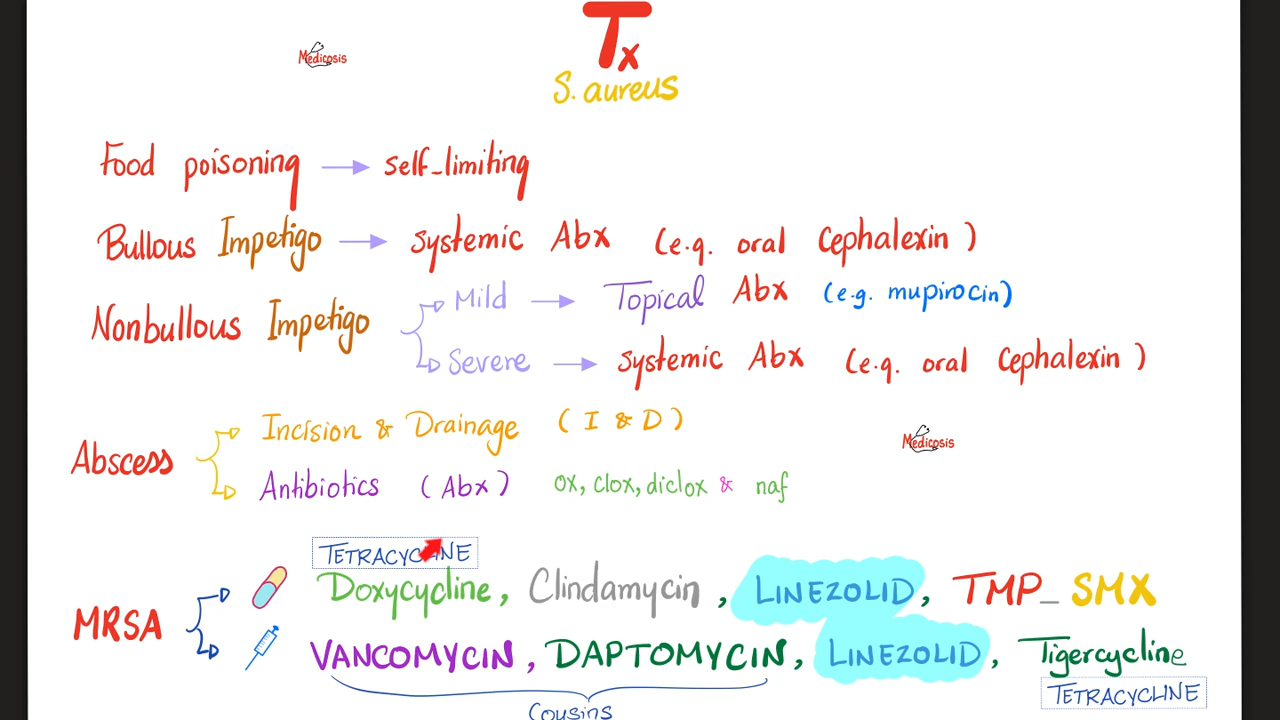 Medicosis
Tx
S. aureus
Food poisoning → self-limiting
Bullous Impetigo → systemic Abx (e.g. oral Cephalexin)
Nonbullous Impetigo
Mild → Topical Abx (e.g. mupirocin)
Severe → systemic Abx (e.g. oral Cephalexin)
Abscess
Incision & Drainage (I & D)
Medicosis
Antibiotics (Abx) ox, clox, diclox & naf
TETRACYCLINE
MRSA
Doxycycline, Clindamycin, LINEZOLID, TMP_SMX
VANCOMYCIN, DAPTOMYCIN, LINEZOLID, Tigercycline
TETRACYCLINE
Cousins